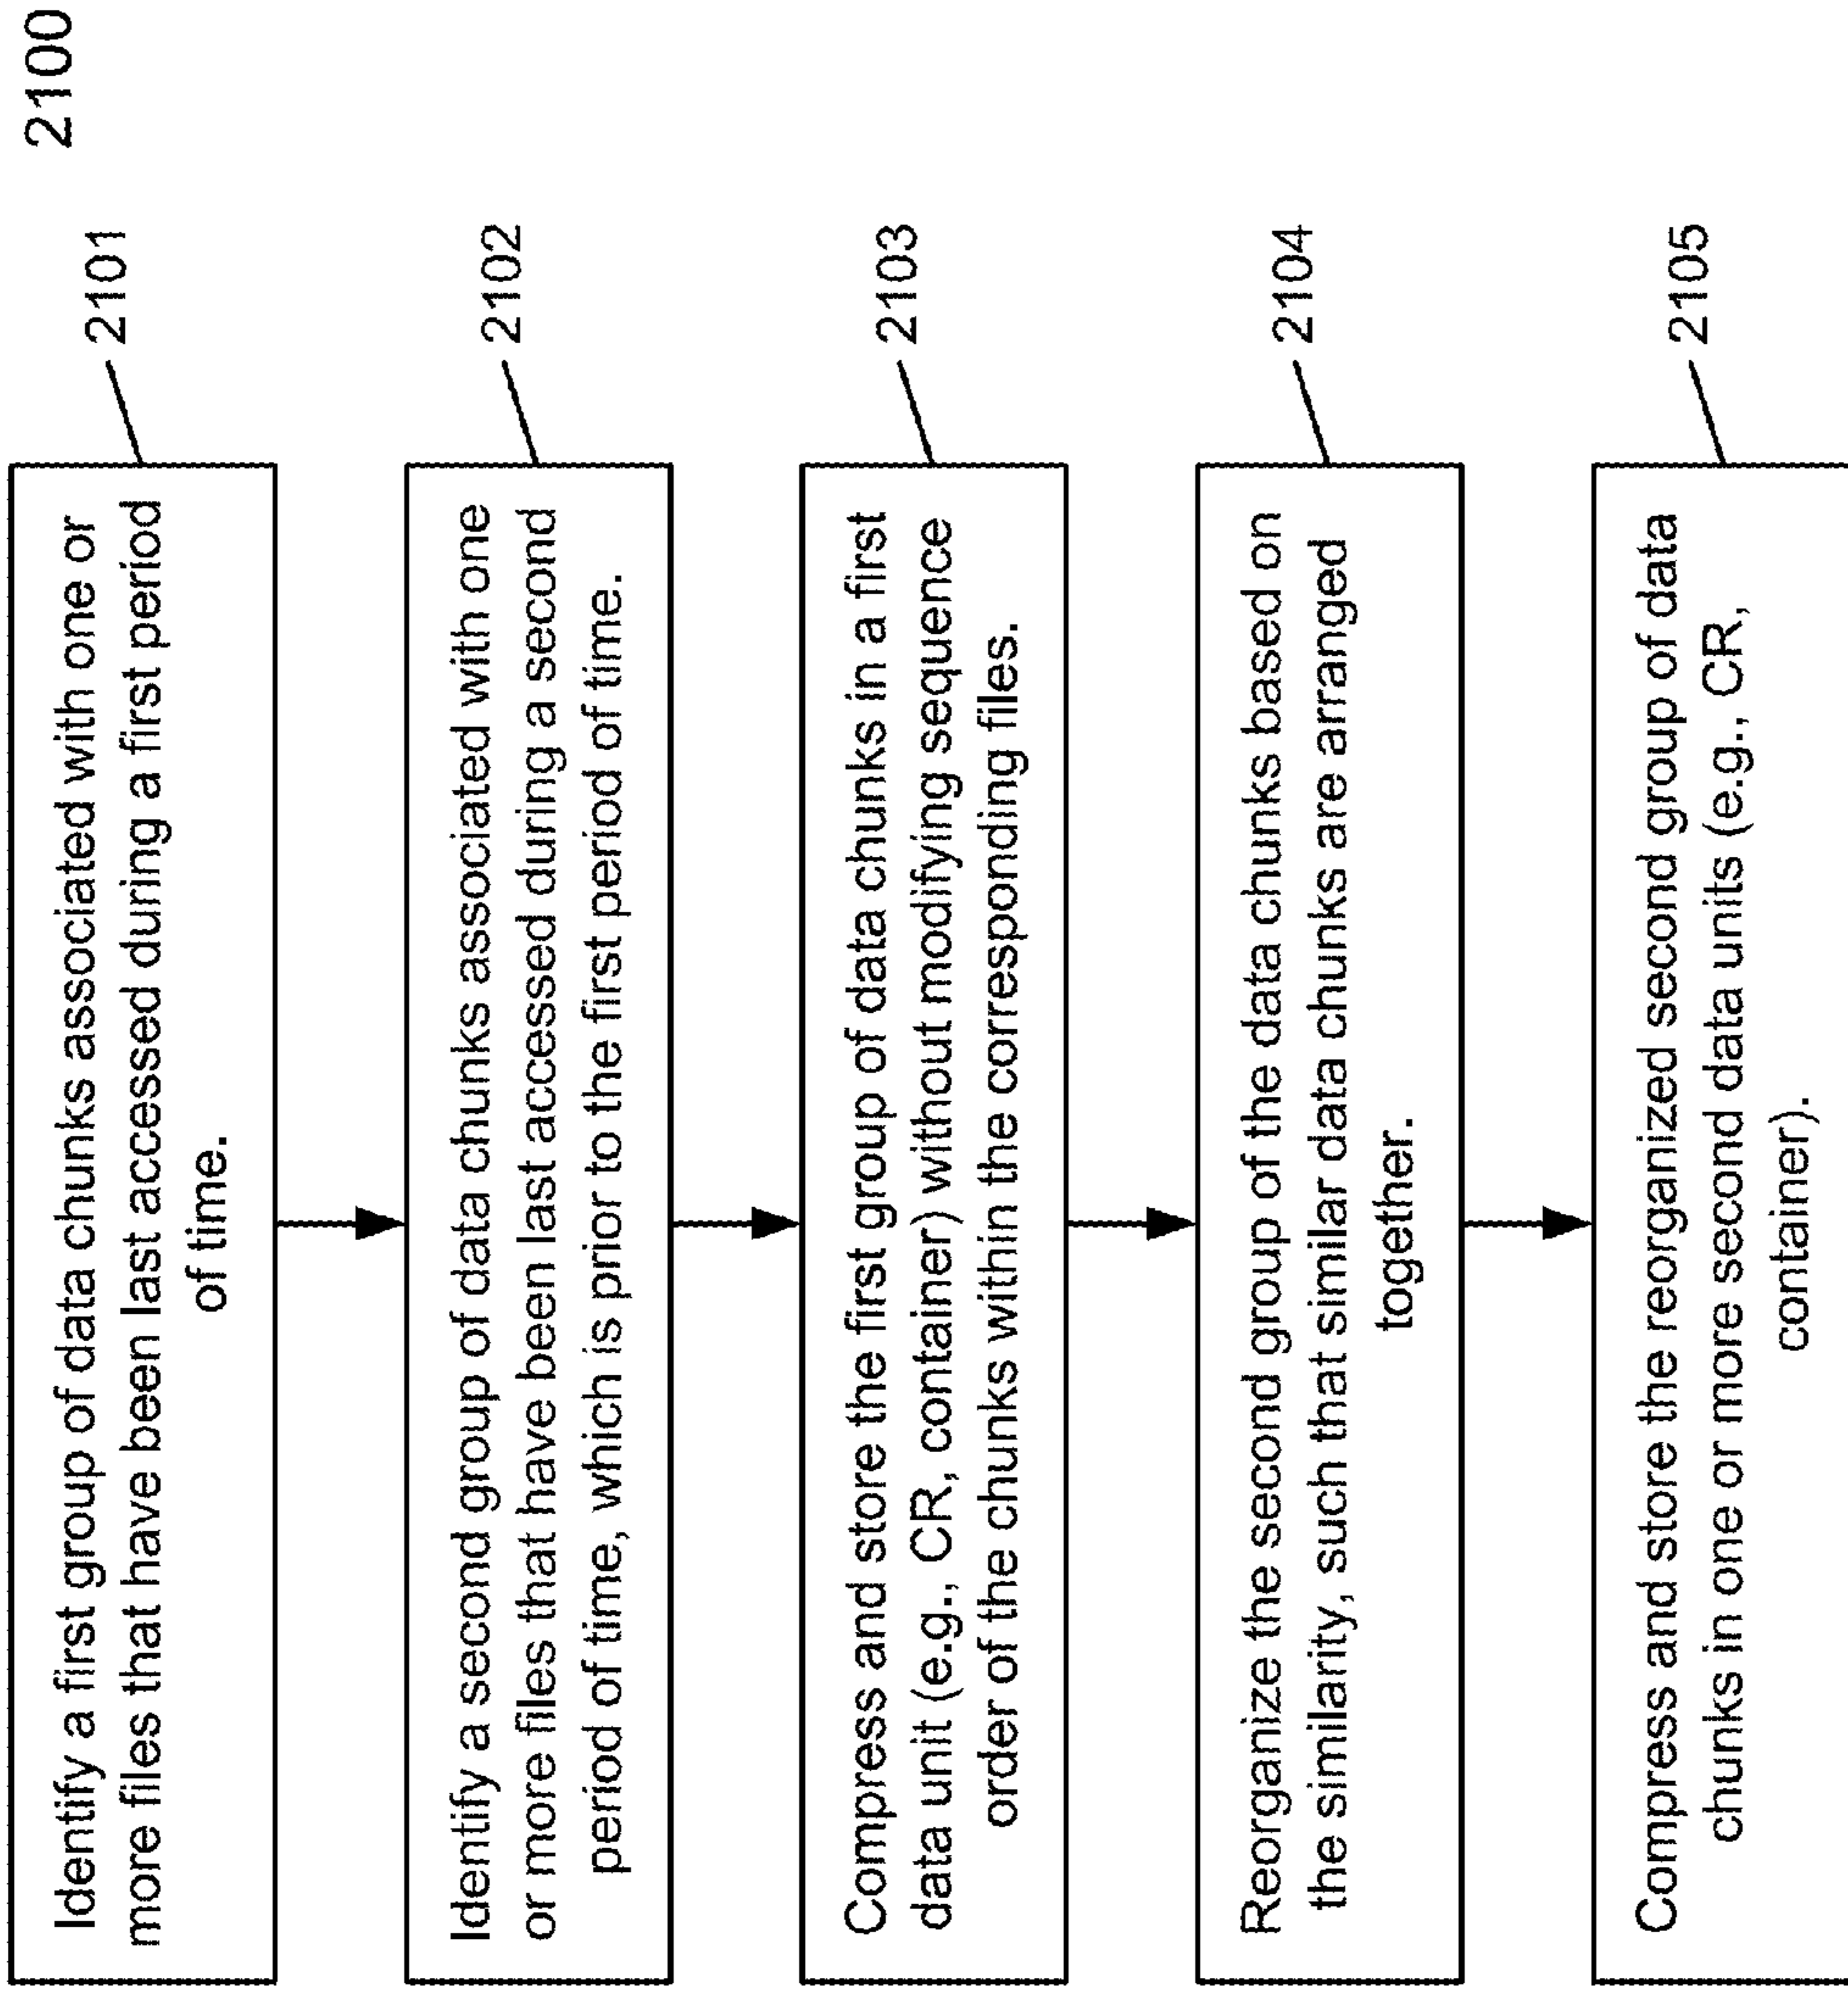 2100
Identify a first group of data chunks associated with one or
more files that have been last accessed during a first period
of time.
2101
Identify a second group of data chunks associated with one
or more files that have been last accessed during a second
period of time, which is prior to the first period of time.
2102
Compress and store the first group of data chunks in a first
data unit (e.g., CR, container) without modifying sequence
order of the chunks within the corresponding files.
2103
Reorganize the second group of the data chunks based on
the similarity, such that similar data chunks are arranged
together.
2104
Compress and store the reorganized second group of data
chunks in one or more second data units (e.g., CR,
container).
2105